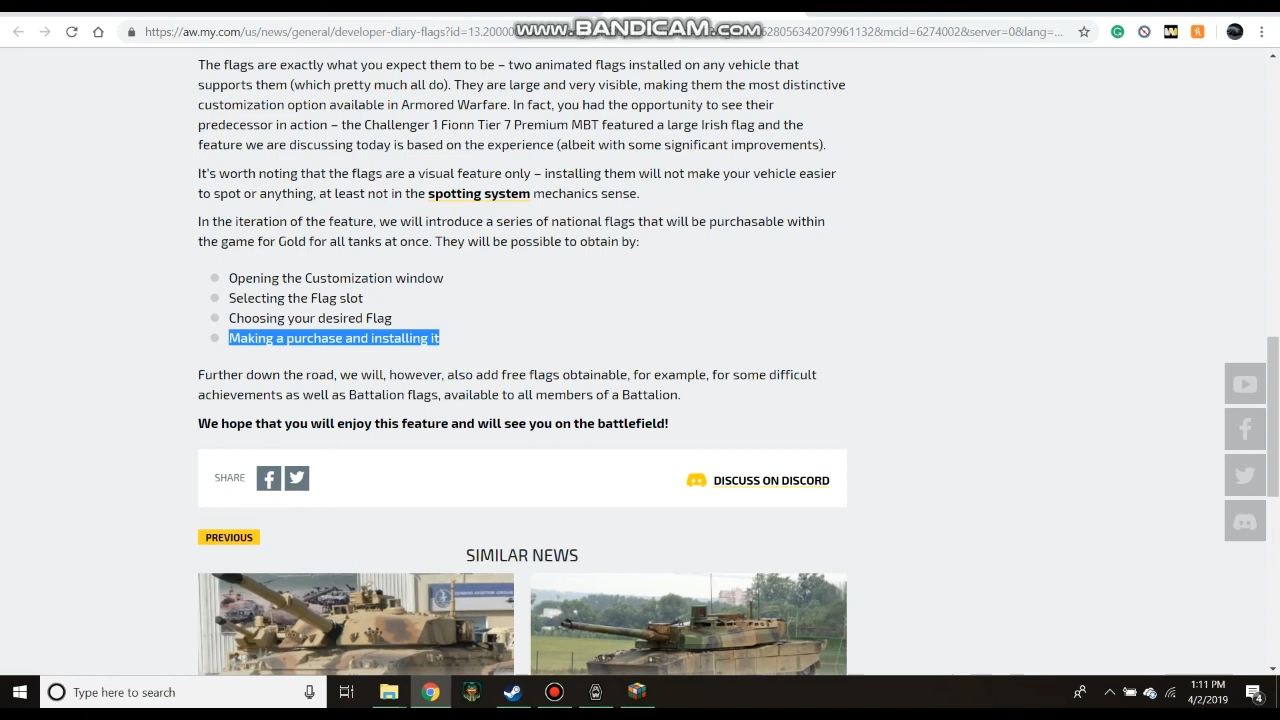 www.BANDICAM.com
https://aw.my.com/us/news/general/developer-diary-flags?id=13.2000
6280563420799611 32&mcid=6274002&server=0&lang=...
The flags are exactly what you expect them to be – two animated flags installed on any vehicle that
supports them (which pretty much all do). They are large and very visible, making them the most distinctive
customization option available in Armored Warfare. In fact, you had the opportunity to see their
predecessor in action – the Challenger 1 Fionn Tier 7 Premium MBT featured a large Irish flag and the
feature we are discussing today is based on the experience (albeit with some significant improvements).
It's worth noting that the flags are a visual feature only – installing them will not make your vehicle easier
to spot or anything, at least not in the spotting system mechanics sense.
In the iteration of the feature, we will introduce a series of national flags that will be purchasable within
the game for Gold for all tanks at once. They will be possible to obtain by:
Opening the Customization window
Selecting the Flag slot
Choosing your desired Flag
Making a purchase and installing it
Further down the road, we will, however, also add free flags obtainable, for example, for some difficult
achievements as well as Battalion flags, available to all members of a Battalion.
We hope that you will enjoy this feature and will see you on the battlefield!
SHARE
DISCUSS ON DISCORD
PREVIOUS
SIMILAR NEWS
Type here to search
1:11 PM
4/2/2019
4